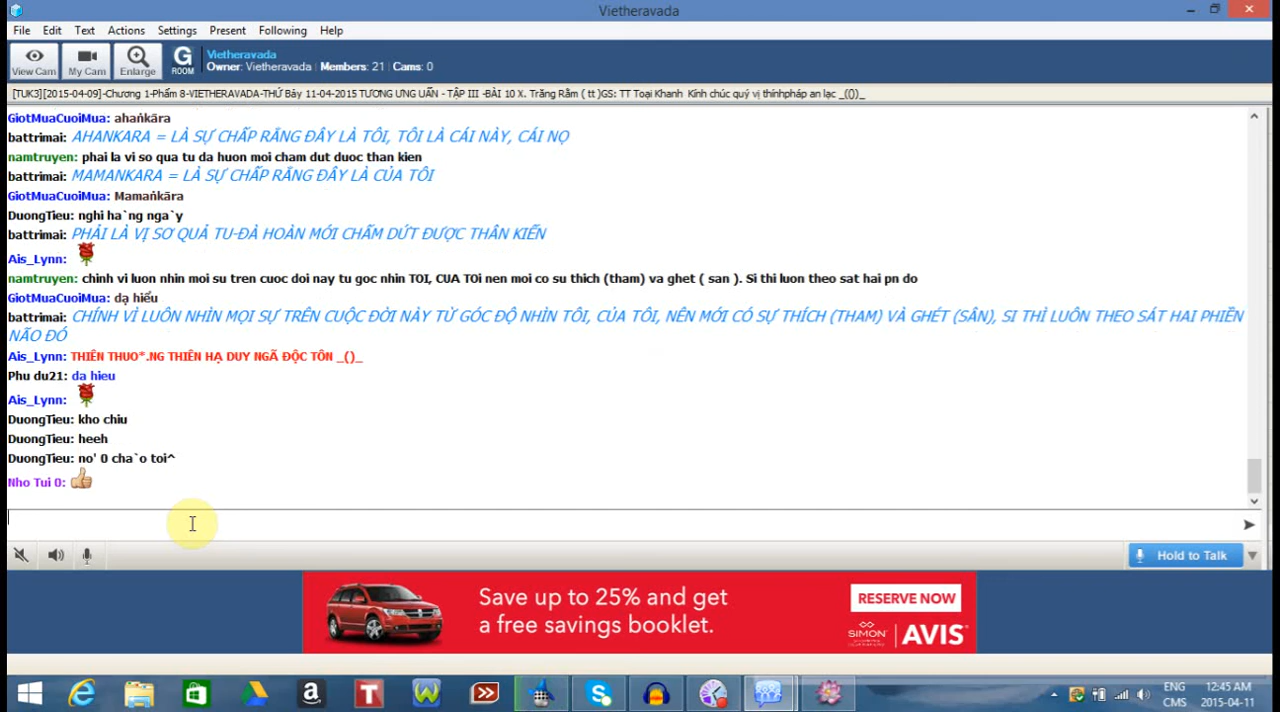 Vietheravada
File Edit Text Actions Settings Present Following Help
View Cam My Cam Enlarge G ROOM
Vietheravada
Owner: Vietheravada | Members: 21 | Cams: 0
[TUK3][2015-04-09]-Chương 1-Phẩm 8-VIETHERAVADA-THỨ Bảy 11-04-2015 TƯƠNG ƯNG UẨN - TẬP III -BÀI 10 X. Trăng Rằm ( tt )GS: TT Toại Khanh Kính chúc quý vị thínhpháp an lạc _(())_
GiotMuaCuoiMua: ahaṅkāra
battrimai: AHANKARA = LÀ SỰ CHẤP RẰNG ĐÂY LÀ TÔI, TÔI LÀ CÁI NÀY, CÁI NỌ
namtruyen: phai la vi so qua tu da huon moi cham dut duoc than kien
battrimai: MAMANKARA = LÀ SỰ CHẤP RẰNG ĐÂY LÀ CỦA TÔI
GiotMuaCuoiMua: Mamaṅkāra
DuongTieu: nghi ha`ng nga`y
battrimai: PHẢI LÀ VỊ SƠ QUẢ TU-ĐÀ HOÀN MỚI CHẤM DỨT ĐƯỢC THÂN KIẾN
Ais_Lynn:
namtruyen: chinh vi luon nhin moi su tren cuoc doi nay tu goc nhin TOI, CUA TOi nen moi co su thich (tham) va ghet ( san ). Si thi luon theo sat hai pn do
GiotMuaCuoiMua: dạ hiểu
battrimai: CHÍNH VÌ LUÔN NHÌN MỌI SỰ TRÊN CUỘC ĐỜI NÀY TỪ GÓC ĐỘ NHÌN TÔI, CỦA TÔI, NÊN MỚI CÓ SỰ THÍCH (THAM) VÀ GHÉT (SÂN), SI THÌ LUÔN THEO SÁT HAI PHIỀN
NÃO ĐÓ
Ais_Lynn: THIÊN THUO*.NG THIÊN HẠ DUY NGÃ ĐỘC TÔN _()_
Phu du21: da hieu
Ais_Lynn:
DuongTieu: kho chiu
DuongTieu: heeh
DuongTieu: no' 0 cha`o toi^
Nho Tui 0:
Hold to Talk
Save up to 25% and get
a free savings booklet.
RESERVE NOW
SIMON AVIS
ENG 12:45 AM
CMS 2015-04-11